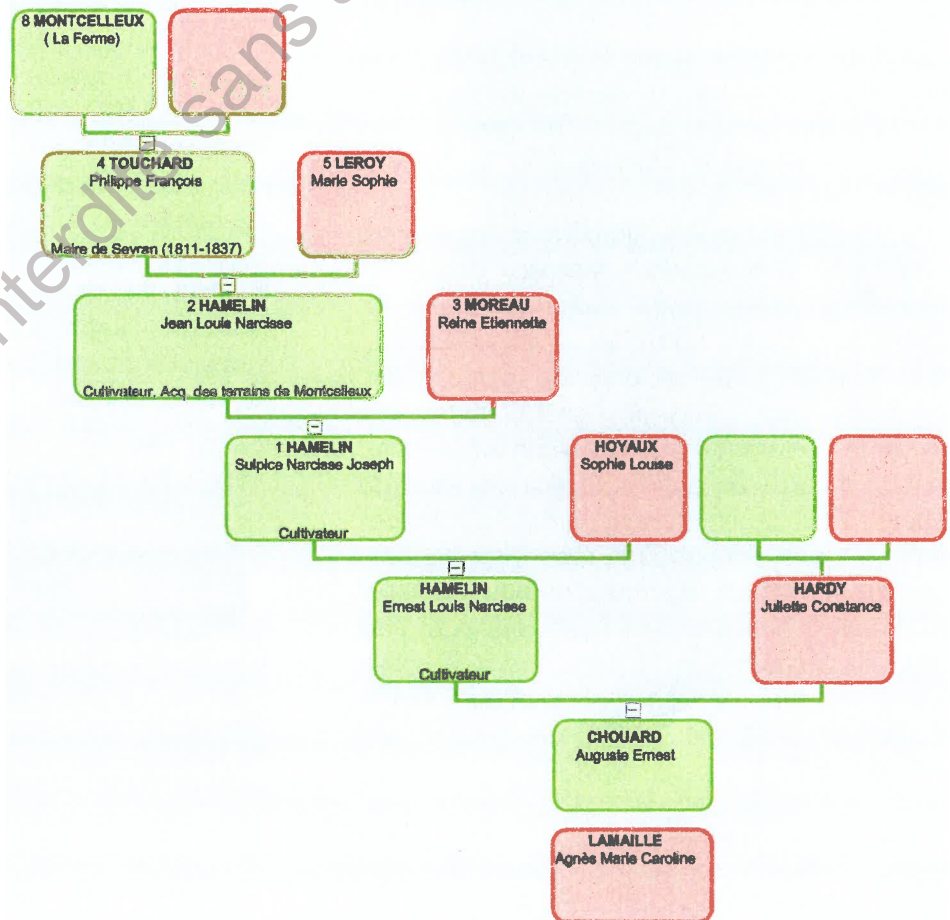 8 MONTCELLEUX
( La Ferme)
4 TOUCHARD
Philippe François
Maire de Sevran (1811-1837)
5 LEROY
Marie Sophie
2 HAMELIN
Jean Louis Narcisse
Cultivateur, Acq. des terrains de Montcelleux
3 MOREAU
Reine Etiennette
1 HAMELIN
Sulpice Narcisse Joseph
Cultivateur
HOYAUX
Sophie Louise
HAMELIN
Ernest Louis Narcisse
Cultivateur
HARDY
Juliette Constance
CHOUARD
Auguste Ernest
LAMAILLE
Agnès Marie Caroline
interdite sans